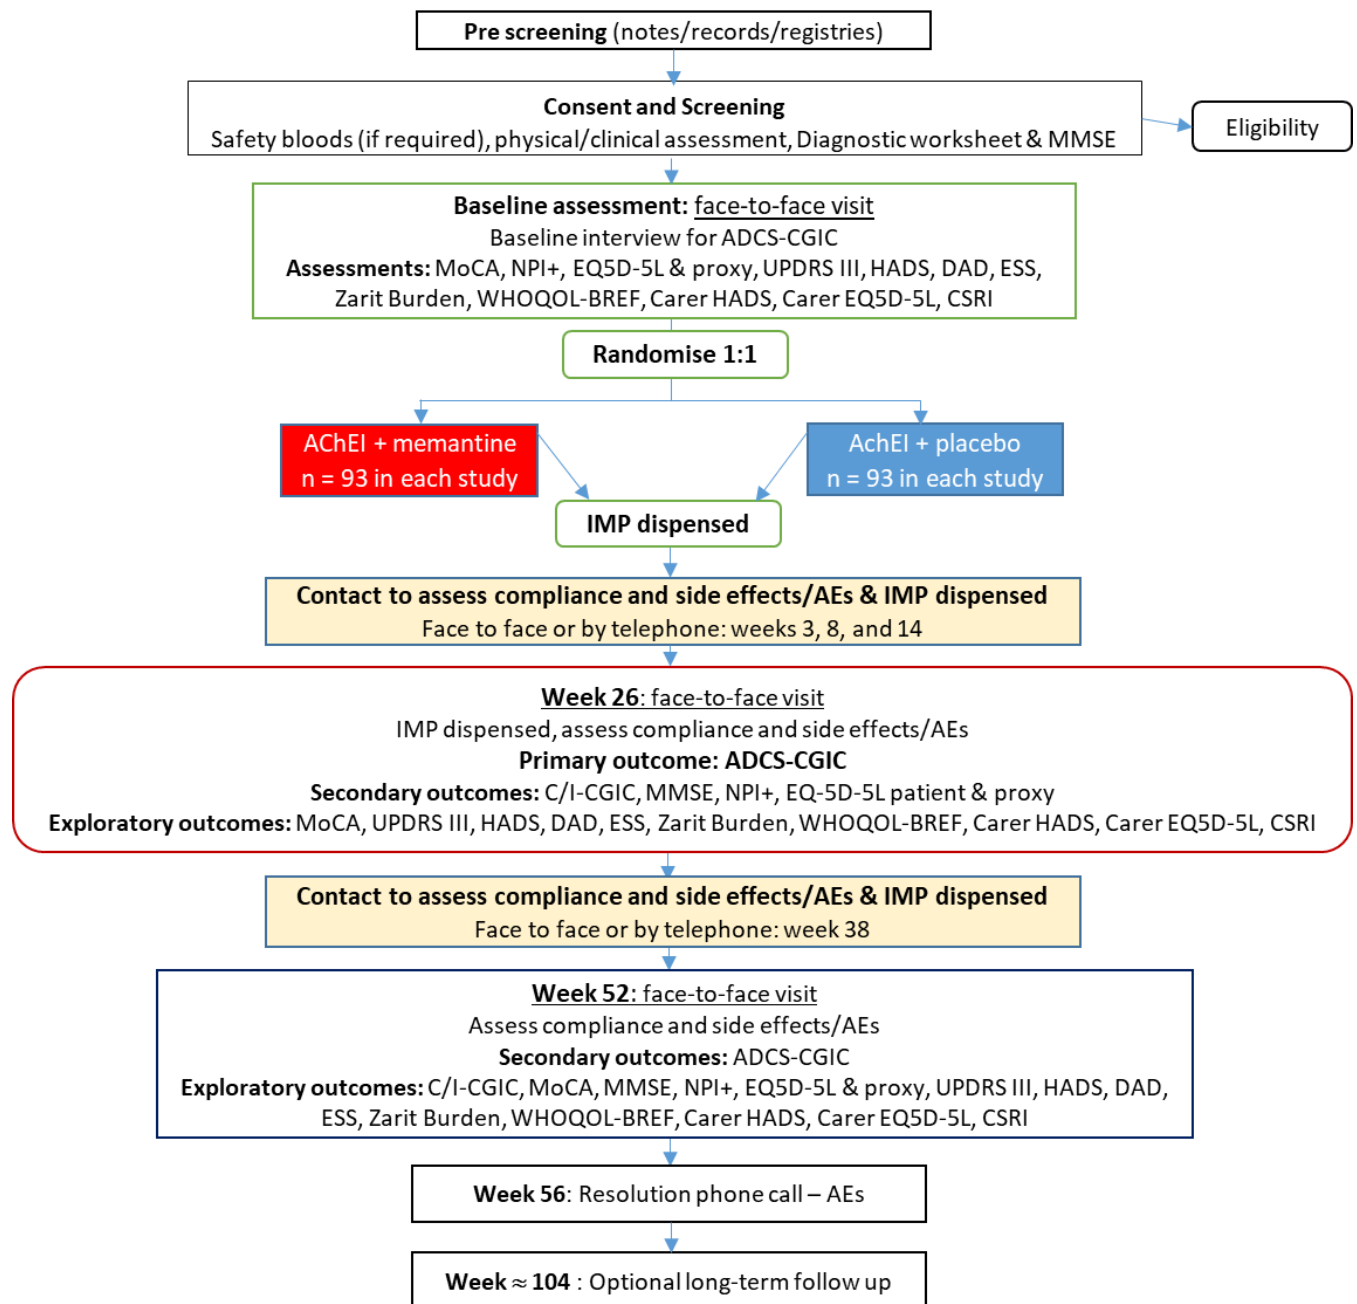 Pre screening (notes/records/registries)
Consent and Screening
Safety bloods (if required), physical/clinical assessment, Diagnostic worksheet & MMSE
Eligibility
Baseline assessment: face-to-face visit
Baseline interview for ADCS-CGIC
Assessments: MoCA, NPI+, EQ5D-5L & proxy, UPDRS III, HADS, DAD, ESS,
Zarit Burden, WHOQOL-BREF, Carer HADS, Carer EQ5D-5L, CSRI
Randomise 1:1
AChEI + memantine
n = 93 in each study
AchEI + placebo
n = 93 in each study
IMP dispensed
Contact to assess compliance and side effects/AEs & IMP dispensed
Face to face or by telephone: weeks 3, 8, and 14
Week 26: face-to-face visit
IMP dispensed, assess compliance and side effects/AEs
Primary outcome: ADCS-CGIC
Secondary outcomes: C/I-CGIC, MMSE, NPI+, EQ-5D-5L patient & proxy
Exploratory outcomes: MoCA, UPDRS III, HADS, DAD, ESS, Zarit Burden, WHOQOL-BREF, Carer HADS, Carer EQ5D-5L, CSRI
Contact to assess compliance and side effects/AEs & IMP dispensed
Face to face or by telephone: week 38
Week 52: face-to-face visit
Assess compliance and side effects/AEs
Secondary outcomes: ADCS-CGIC
Exploratory outcomes: C/I-CGIC, MoCA, MMSE, NPI+, EQ5D-5L & proxy, UPDRS III, HADS, DAD,
ESS, Zarit Burden, WHOQOL-BREF, Carer HADS, Carer EQ5D-5L, CSRI
Week 56: Resolution phone call – AEs
Week ≈ 104 : Optional long-term follow up